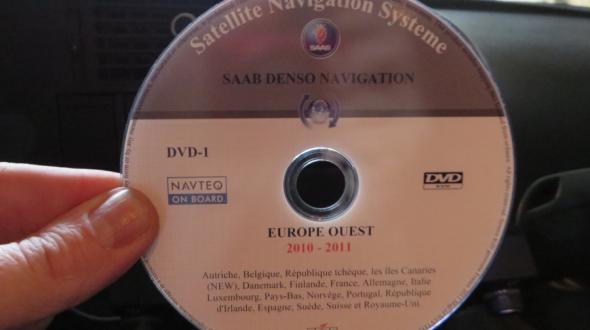 Satellite Navigation Systeme
SAAB
SAAB DENSO NAVIGATION
DVD-1
NAVTEQ
ON BOARD
DVD
EUROPE OUEST
2010 - 2011
Autriche, Belgique, République tchèque, les îles Canaries
(NEW), Danemark, Finlande, France, Allemagne, Italie
Luxembourg, Pays-Bas, Norvége, Portugal, République
d'Irlande, Espagne, Suède, Suisse et Royaume-Uni.